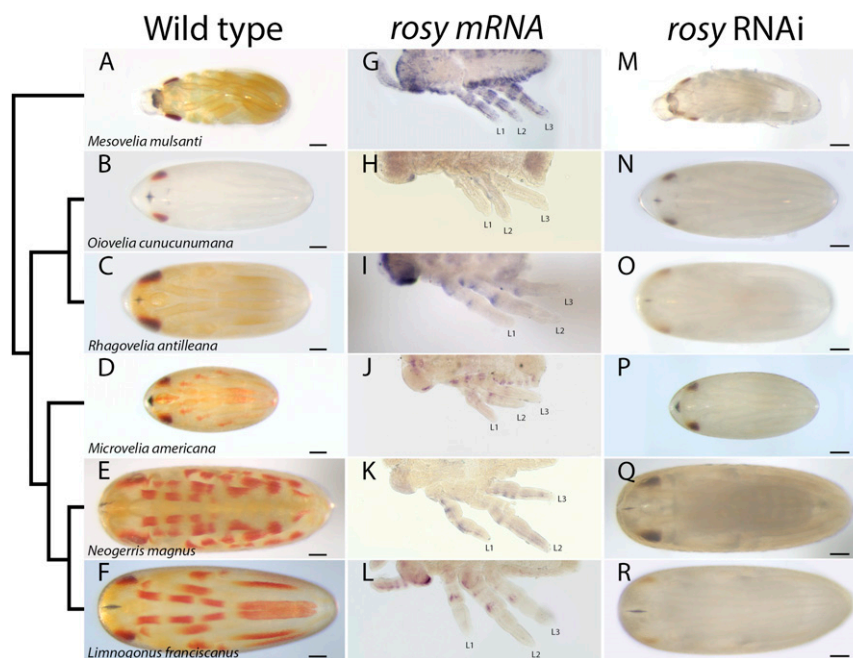 Wild type
rosy mRNA
rosy RNAi
A
G
M
L1
L2
L3
Mesovelia mulsanti
B
H
N
L1
L2
L3
Oiovelia cunucunumana
C
I
O
L3
L1
L2
Rhagovelia antilleana
D
J
P
L3
L2
L1
Microvelia americana
E
K
Q
L3
L1
L2
Neogerris magnus
F
L
R
L3
L1
L2
Limnogonus franciscanus